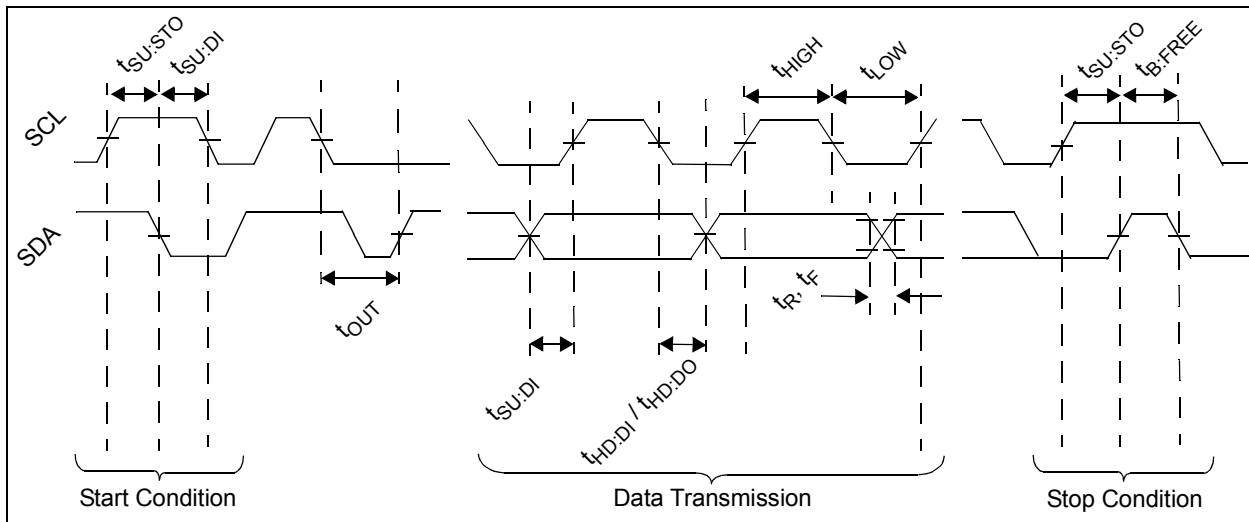 tSU:STO
tSU:DI
tHIGH
tLOW
tSU:STO
tB:FREE
SCL
SDA
tOUT
tR, tF
tSU:DI
tHD:DI / tHD:DO
Start Condition
Data Transmission
Stop Condition